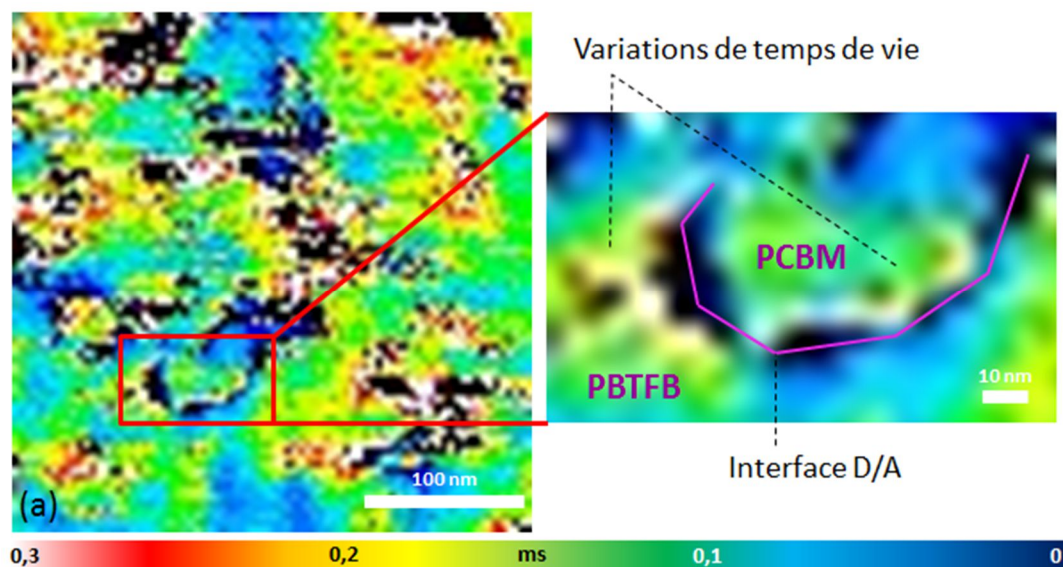 Variations de temps de vie
PCBM
PBTFB
10 nm
Interface D/A
100 nm
(a)
0,3 0,2 ms 0,1 0